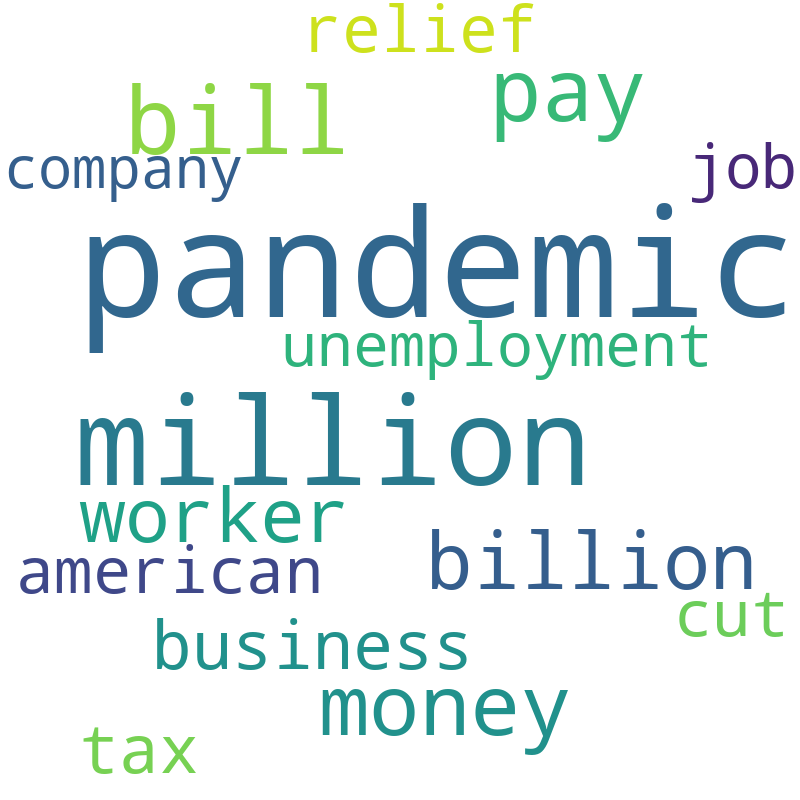 relief
pay
bill
company
job
pandemic
unemployment
million
worker
american
billion
cut
business
money
tax